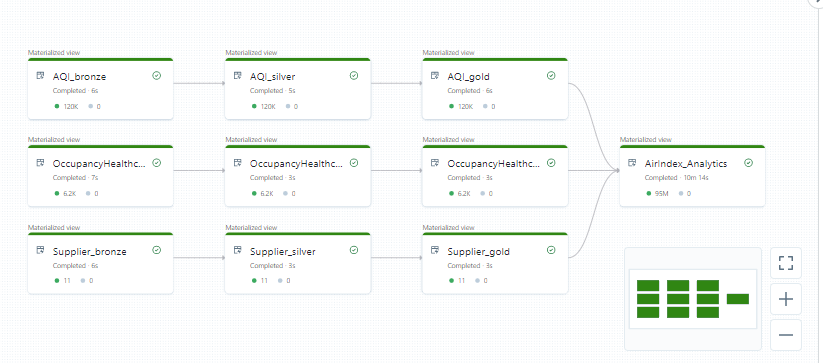 Materialized view
AQI_bronze
Completed · 6s
120K 0
Materialized view
AQI_silver
Completed · 5s
120K 0
Materialized view
AQI_gold
Completed · 6s
120K 0
Materialized view
OccupancyHealthc...
Completed · 7s
6.2K 0
Materialized view
OccupancyHealthc...
Completed · 3s
6.2K 0
Materialized view
OccupancyHealthc...
Completed · 3s
6.2K 0
Materialized view
AirIndex_Analytics
Completed · 10m 14s
95M 0
Materialized view
Supplier_bronze
Completed · 6s
11 0
Materialized view
Supplier_silver
Completed · 3s
11 0
Materialized view
Supplier_gold
Completed · 3s
11 0